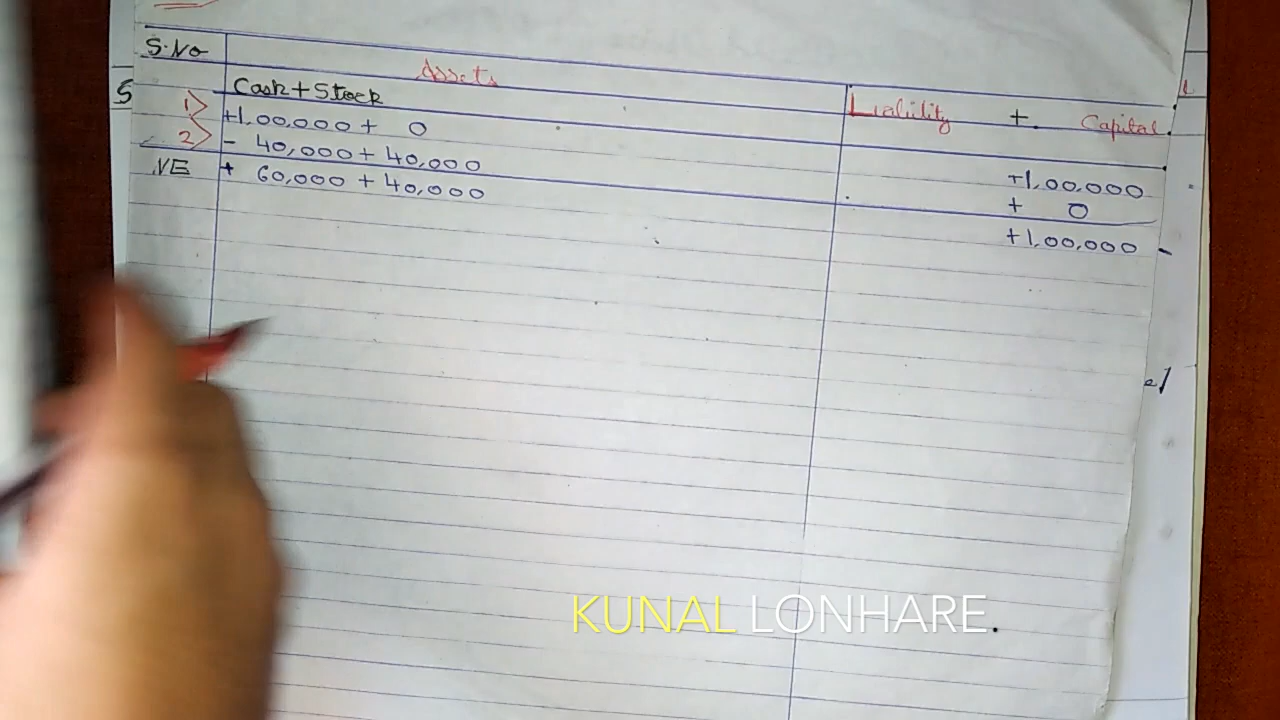 S.No Assets Liability + Capital
Cash + Stock
1> +1,00,000 + 0 +1,00,000
2> - 40,000 + 40,000 + 0
NE + 60,000 + 40,000 +1,00,000
KUNAL LONHARE.